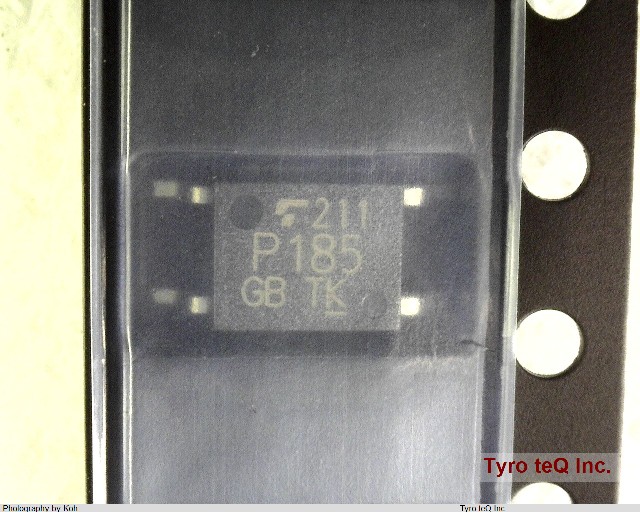 211
P185
GB TK
Tyro teQ Inc.
Photography by Koh
Tyro teQ Inc